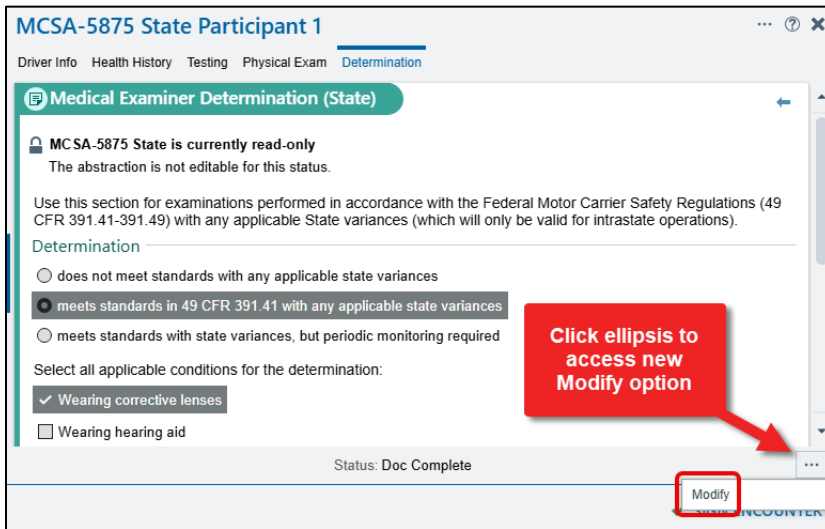 MCSA-5875 State Participant 1
Driver Info Health History Testing Physical Exam Determination
Medical Examiner Determination (State)
MCSA-5875 State is currently read-only
The abstraction is not editable for this status.
Use this section for examinations performed in accordance with the Federal Motor Carrier Safety Regulations (49
CFR 391.41-391.49) with any applicable State variances (which will only be valid for intrastate operations).
Determination
does not meet standards with any applicable state variances
meets standards in 49 CFR 391.41 with any applicable state variances
meets standards with state variances, but periodic monitoring required
Click ellipsis to
access new
Modify option
Select all applicable conditions for the determination:
Wearing corrective lenses
Wearing hearing aid
Status: Doc Complete
Modify
ENCOUNTER